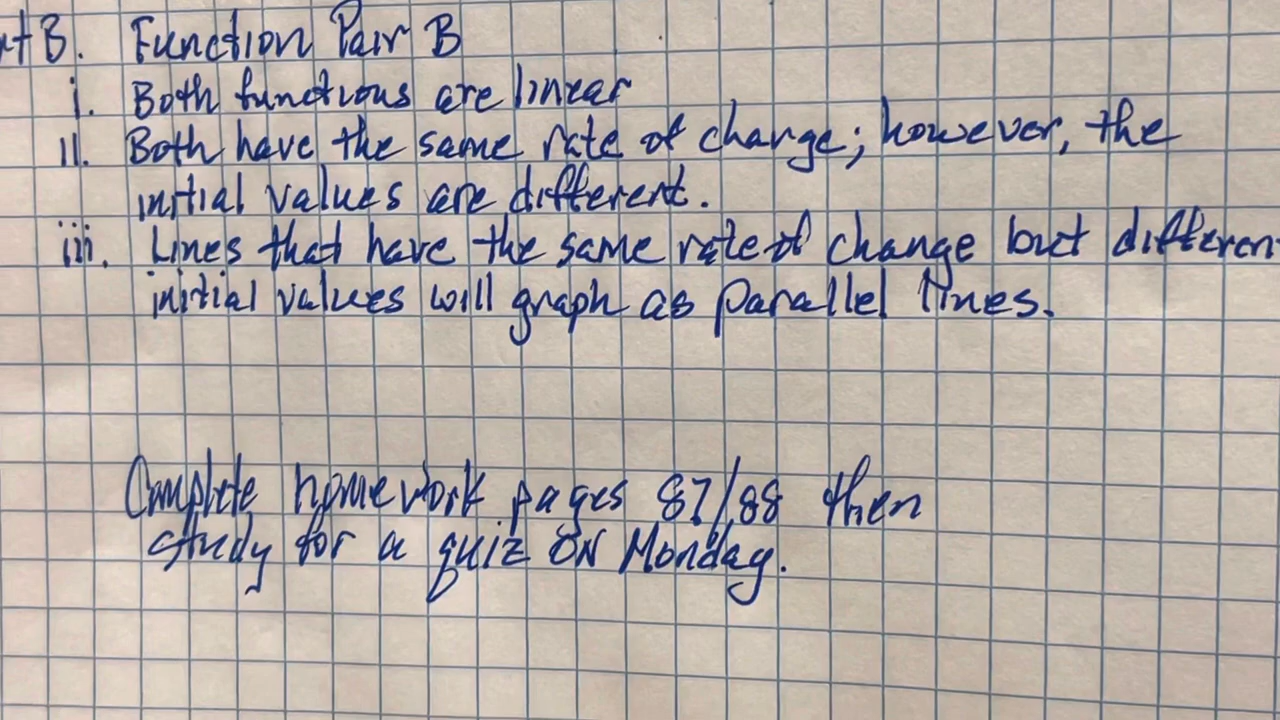 t B. Function Pair B
i. Both functions are linear
ii. Both have the same rate of change; however, the
initial values are different.
iii. Lines that have the same rate of change but differen
initial values will graph as parallel lines.
Complete homework pages 87/88 then
study for a quiz on Monday.